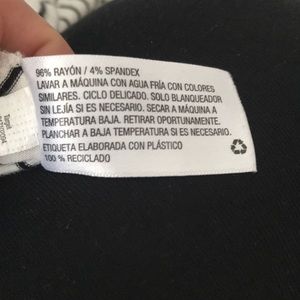 96% RAYÓN / 4% SPANDEX
LAVAR A MÁQUINA CON AGUA FRÍA CON COLORES
SIMILARES. CICLO DELICADO. SOLO BLANQUEADOR
SIN LEJÍA SI ES NECESARIO. SECAR A MÁQUINA A
TEMPERATURA BAJA. RETIRAR OPORTUNAMENTE.
PLANCHAR A BAJA TEMPERATURA SI ES NECESARIO.
ETIQUETA ELABORADA CON PLÁSTICO
100 % RECICLADO